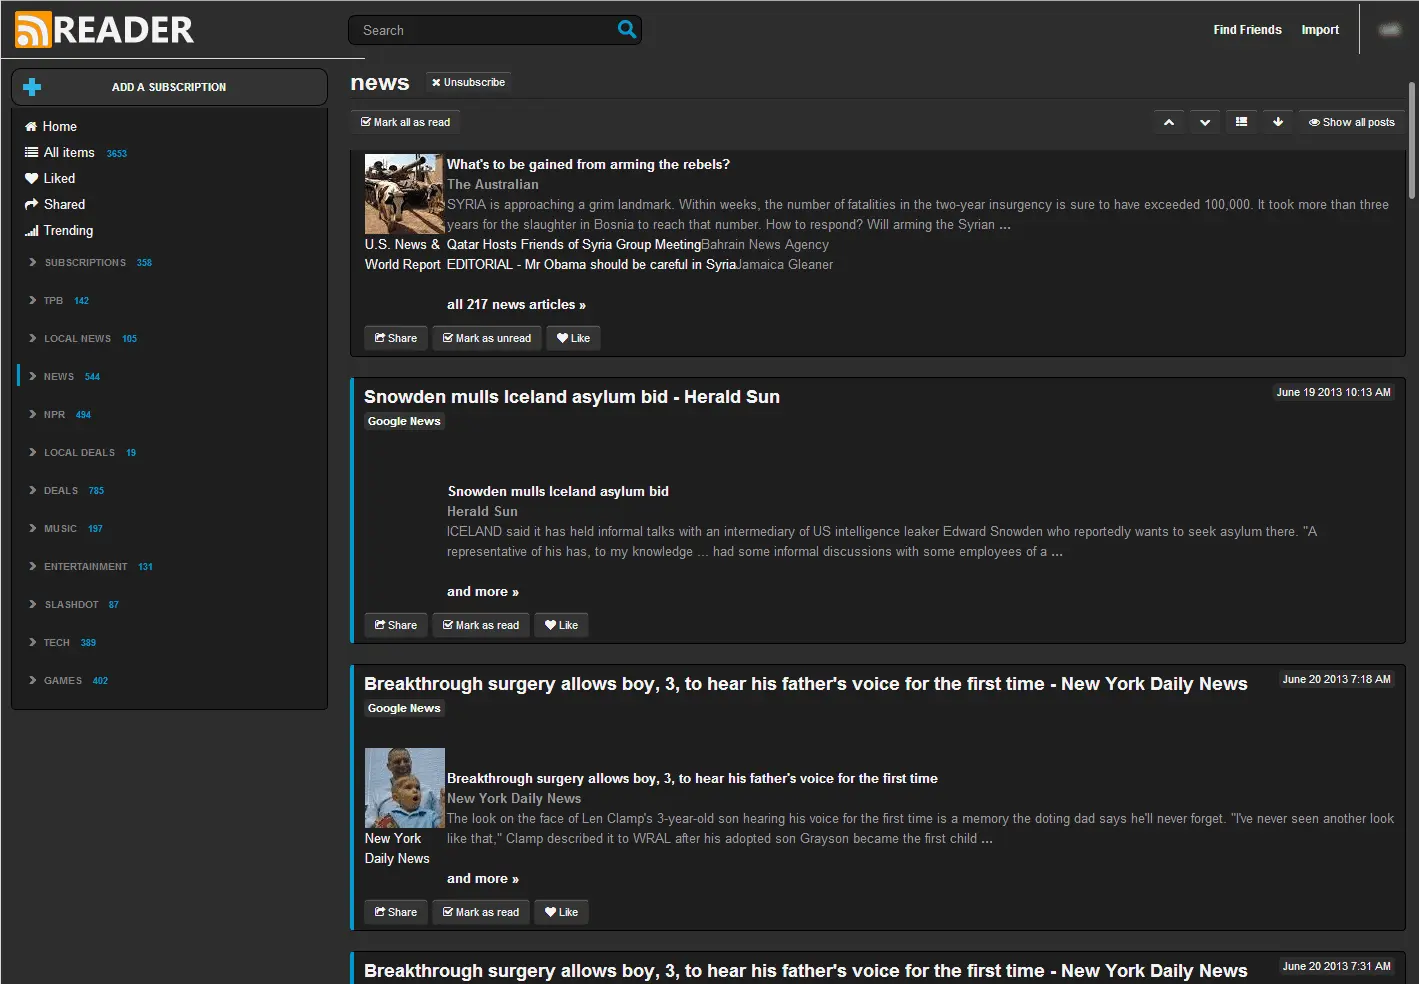 READER
Search
Find Friends
Import
ADD A SUBSCRIPTION
Home
All items 3653
Liked
Shared
Trending
SUBSCRIPTIONS 358
TPB 142
LOCAL NEWS 105
NEWS 544
NPR 494
LOCAL DEALS 19
DEALS 785
MUSIC 197
ENTERTAINMENT 131
SLASHDOT 87
TECH 389
GAMES 402
news
Unsubscribe
Mark all as read
Show all posts
What's to be gained from arming the rebels?
The Australian
SYRIA is approaching a grim landmark. Within weeks, the number of fatalities in the two-year insurgency is sure to have exceeded 100,000. It took more than three
years for the slaughter in Bosnia to reach that number. How to respond? Will arming the Syrian ...
U.S. News &
World Report
Qatar Hosts Friends of Syria Group MeetingBahrain News Agency
EDITORIAL - Mr Obama should be careful in SyriaJamaica Gleaner
all 217 news articles »
Share
Mark as unread
Like
Snowden mulls Iceland asylum bid - Herald Sun
June 19 2013 10:13 AM
Google News
Snowden mulls Iceland asylum bid
Herald Sun
ICELAND said it has held informal talks with an intermediary of US intelligence leaker Edward Snowden who reportedly wants to seek asylum there. "A
representative of his has, to my knowledge ... had some informal discussions with some employees of a ...
and more »
Share
Mark as read
Like
Breakthrough surgery allows boy, 3, to hear his father's voice for the first time - New York Daily News
June 20 2013 7:18 AM
Google News
Breakthrough surgery allows boy, 3, to hear his father's voice for the first time
New York Daily News
The look on the face of Len Clamp's 3-year-old son hearing his voice for the first time is a memory the doting dad says he'll never forget. "I've never seen another look
like that," Clamp described it to WRAL after his adopted son Grayson became the first child ...
New York
Daily News
and more »
Share
Mark as read
Like
Breakthrough surgery allows boy, 3, to hear his father's voice for the first time - New York Daily News
June 20 2013 7:31 AM